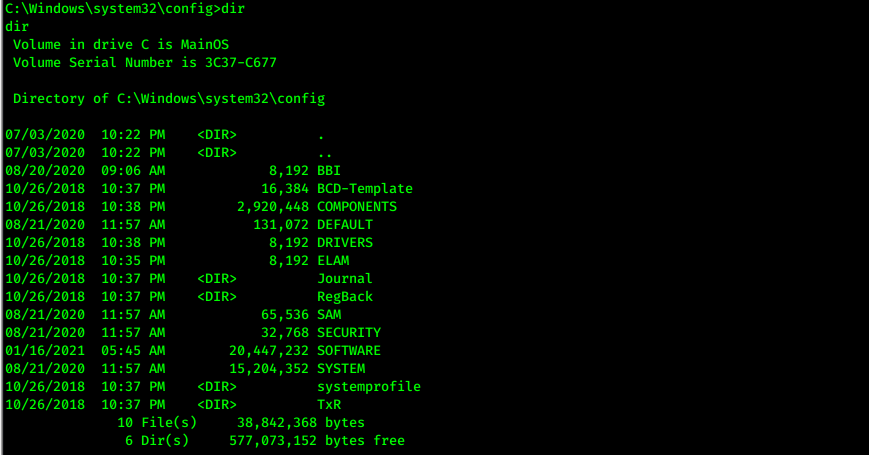 C:\Windows\system32\config>dir
dir
 Volume in drive C is MainOS
 Volume Serial Number is 3C37-C677

 Directory of C:\Windows\system32\config

07/03/2020  10:22 PM    <DIR>          .
07/03/2020  10:22 PM    <DIR>          ..
08/20/2020  09:06 AM             8,192 BBI
10/26/2018  10:37 PM            16,384 BCD-Template
10/26/2018  10:38 PM         2,920,448 COMPONENTS
08/21/2020  11:57 AM           131,072 DEFAULT
10/26/2018  10:38 PM             8,192 DRIVERS
10/26/2018  10:35 PM             8,192 ELAM
10/26/2018  10:37 PM    <DIR>          Journal
10/26/2018  10:37 PM    <DIR>          RegBack
08/21/2020  11:57 AM            65,536 SAM
08/21/2020  11:57 AM            32,768 SECURITY
01/16/2021  05:45 AM        20,447,232 SOFTWARE
08/21/2020  11:57 AM        15,204,352 SYSTEM
10/26/2018  10:37 PM    <DIR>          systemprofile
10/26/2018  10:37 PM    <DIR>          TxR
              10 File(s)     38,842,368 bytes
               6 Dir(s)     577,073,152 bytes free